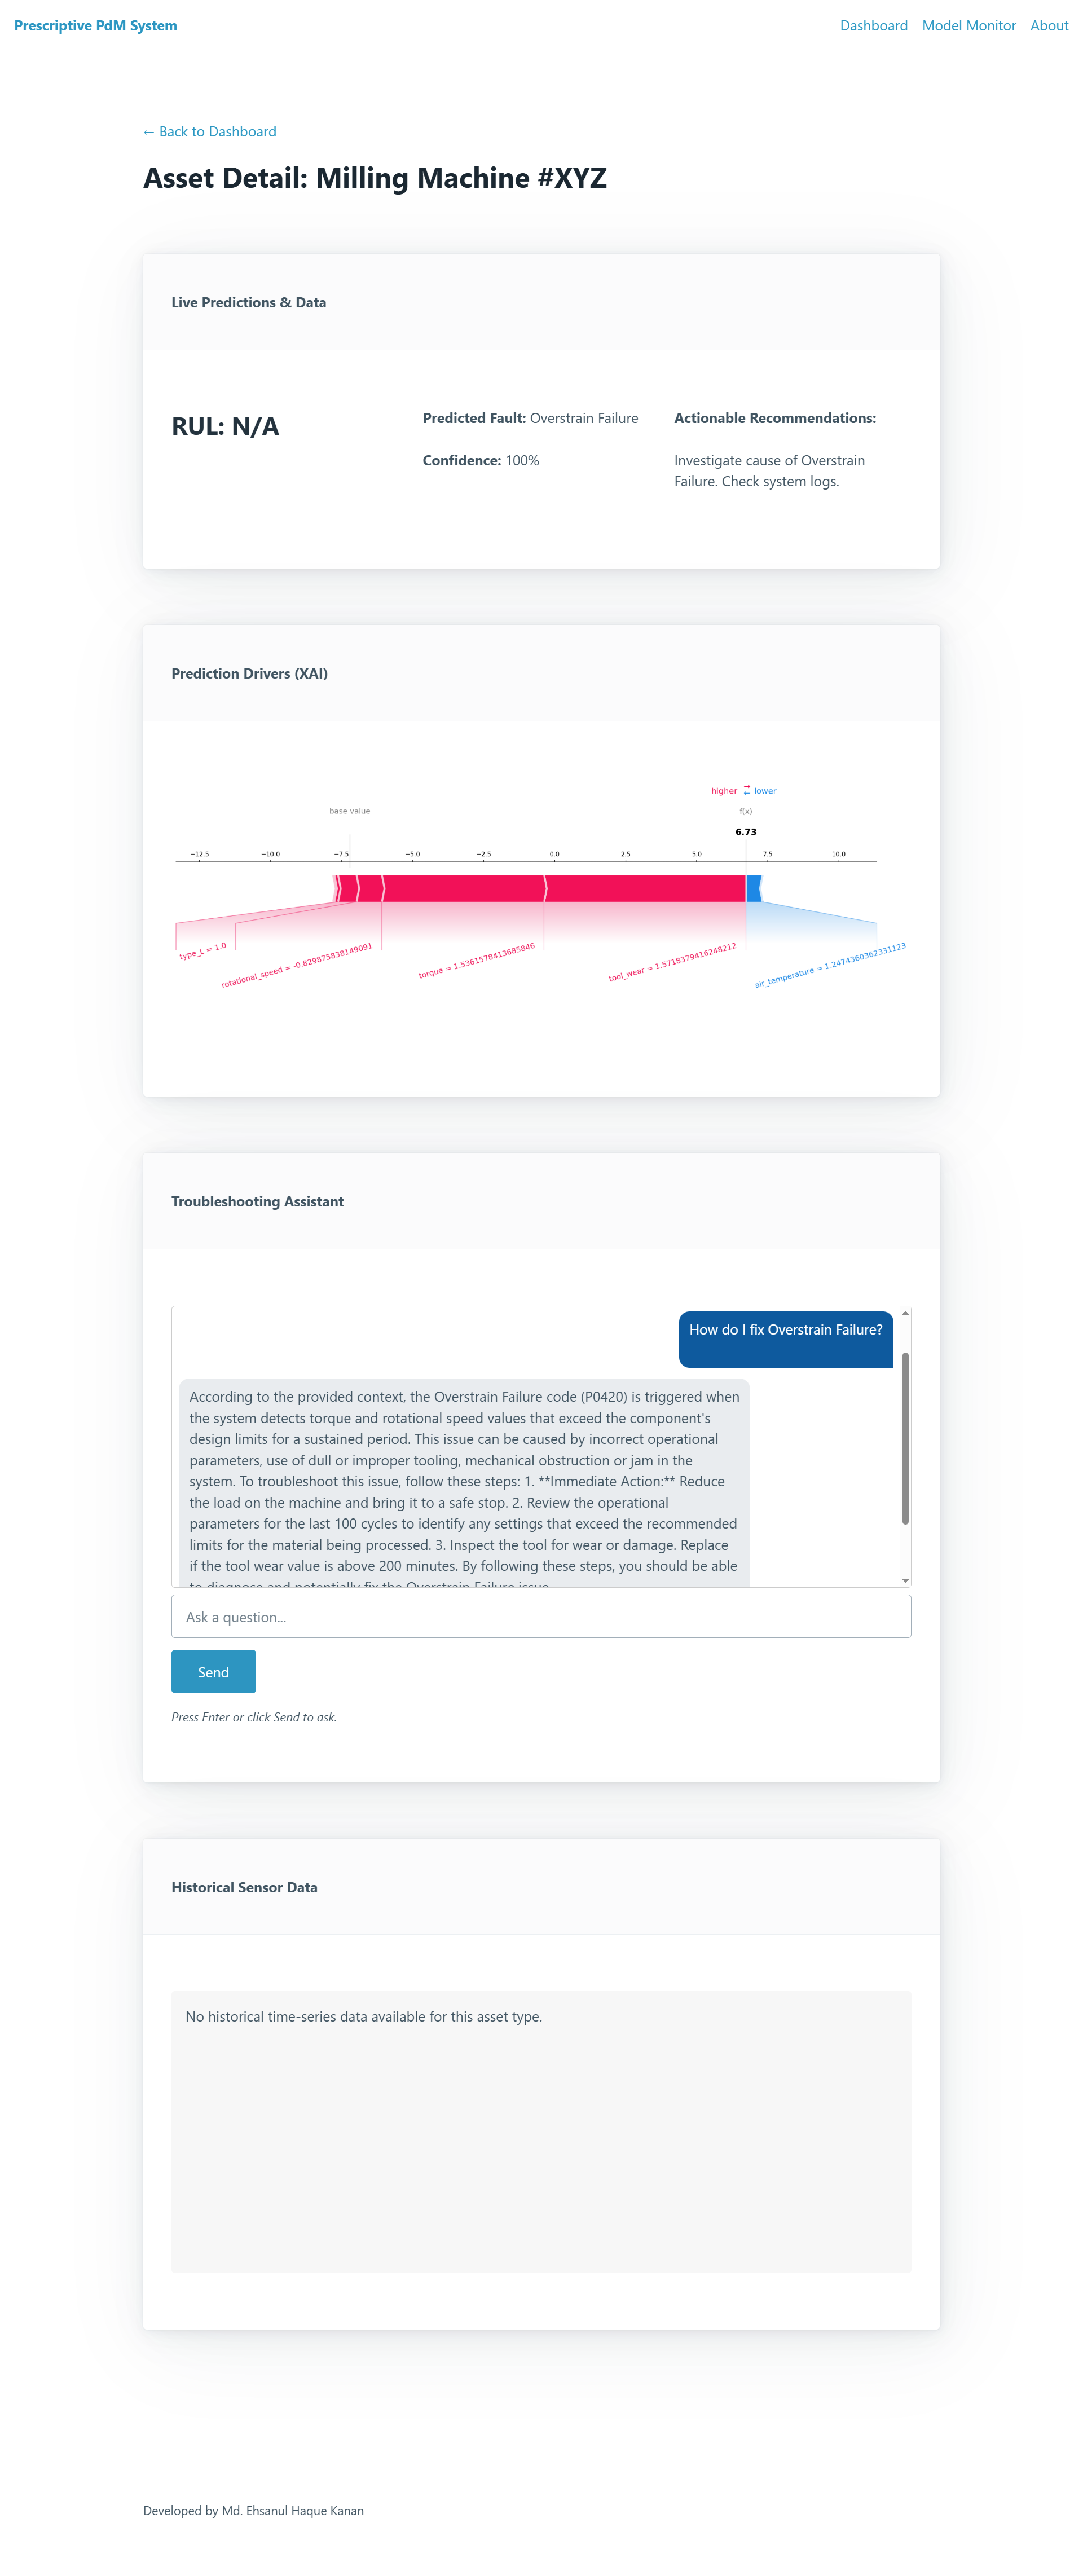 Prescriptive PdM System
Dashboard Model Monitor About
← Back to Dashboard
Asset Detail: Milling Machine #XYZ
Live Predictions & Data
RUL: N/A
Predicted Fault: Overstrain Failure
Confidence: 100%
Actionable Recommendations:
Investigate cause of Overstrain
Failure. Check system logs.
Prediction Drivers (XAI)
higher → ← lower
base value
f(x)
6.73
−12.5 −10.0 −7.5 −5.0 −2.5 0.0 2.5 5.0 7.5 10.0
type_L = 1.0
rotational_speed = -0.829875838149091
torque = 1.5361578413685846
tool_wear = 1.5718379416248212
air_temperature = 1.2474360362331123
Troubleshooting Assistant
How do I fix Overstrain Failure?
According to the provided context, the Overstrain Failure code (P0420) is triggered when
the system detects torque and rotational speed values that exceed the component's
design limits for a sustained period. This issue can be caused by incorrect operational
parameters, use of dull or improper tooling, mechanical obstruction or jam in the
system. To troubleshoot this issue, follow these steps: 1. **Immediate Action:** Reduce
the load on the machine and bring it to a safe stop. 2. Review the operational
parameters for the last 100 cycles to identify any settings that exceed the recommended
limits for the material being processed. 3. Inspect the tool for wear or damage. Replace
if the tool wear value is above 200 minutes. By following these steps, you should be able
to diagnose and potentially fix the Overstrain Failure issue.
Ask a question...
Send
Press Enter or click Send to ask.
Historical Sensor Data
No historical time-series data available for this asset type.
Developed by Md. Ehsanul Haque Kanan